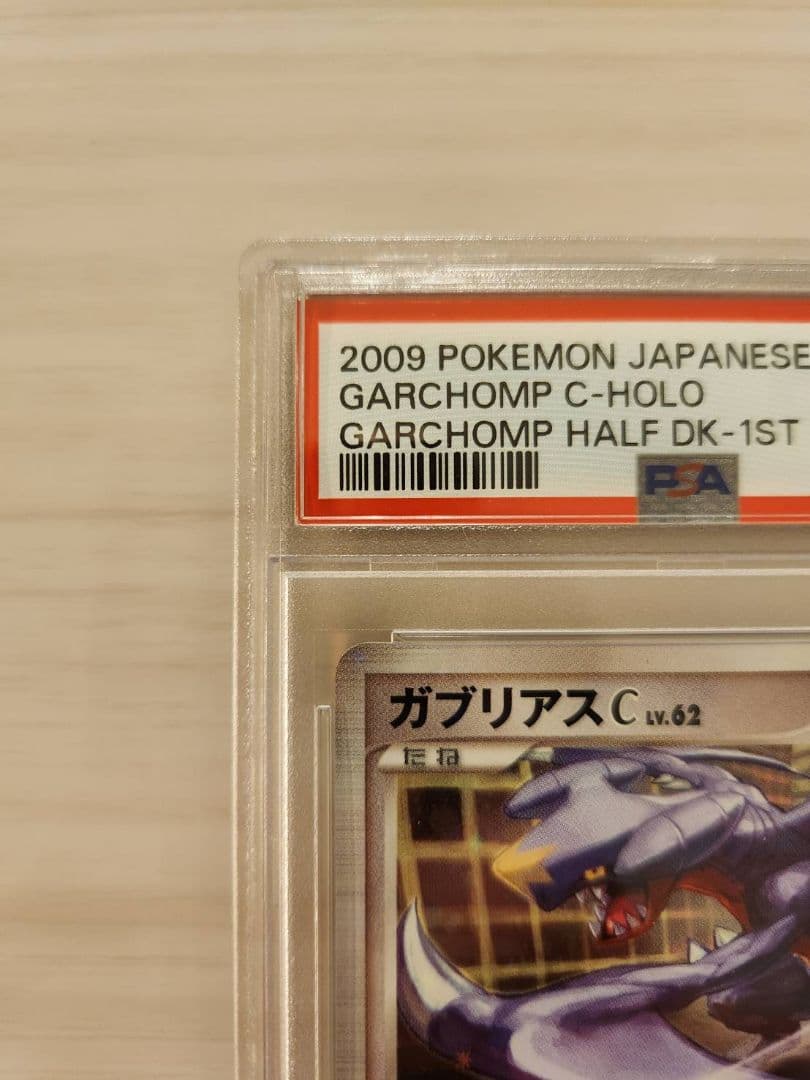 2009 POKEMON JAPANESE
GARCHOMP C-HOLO
GARCHOMP HALF DK-1ST
PSA
ガブリアスC LV.62
たね